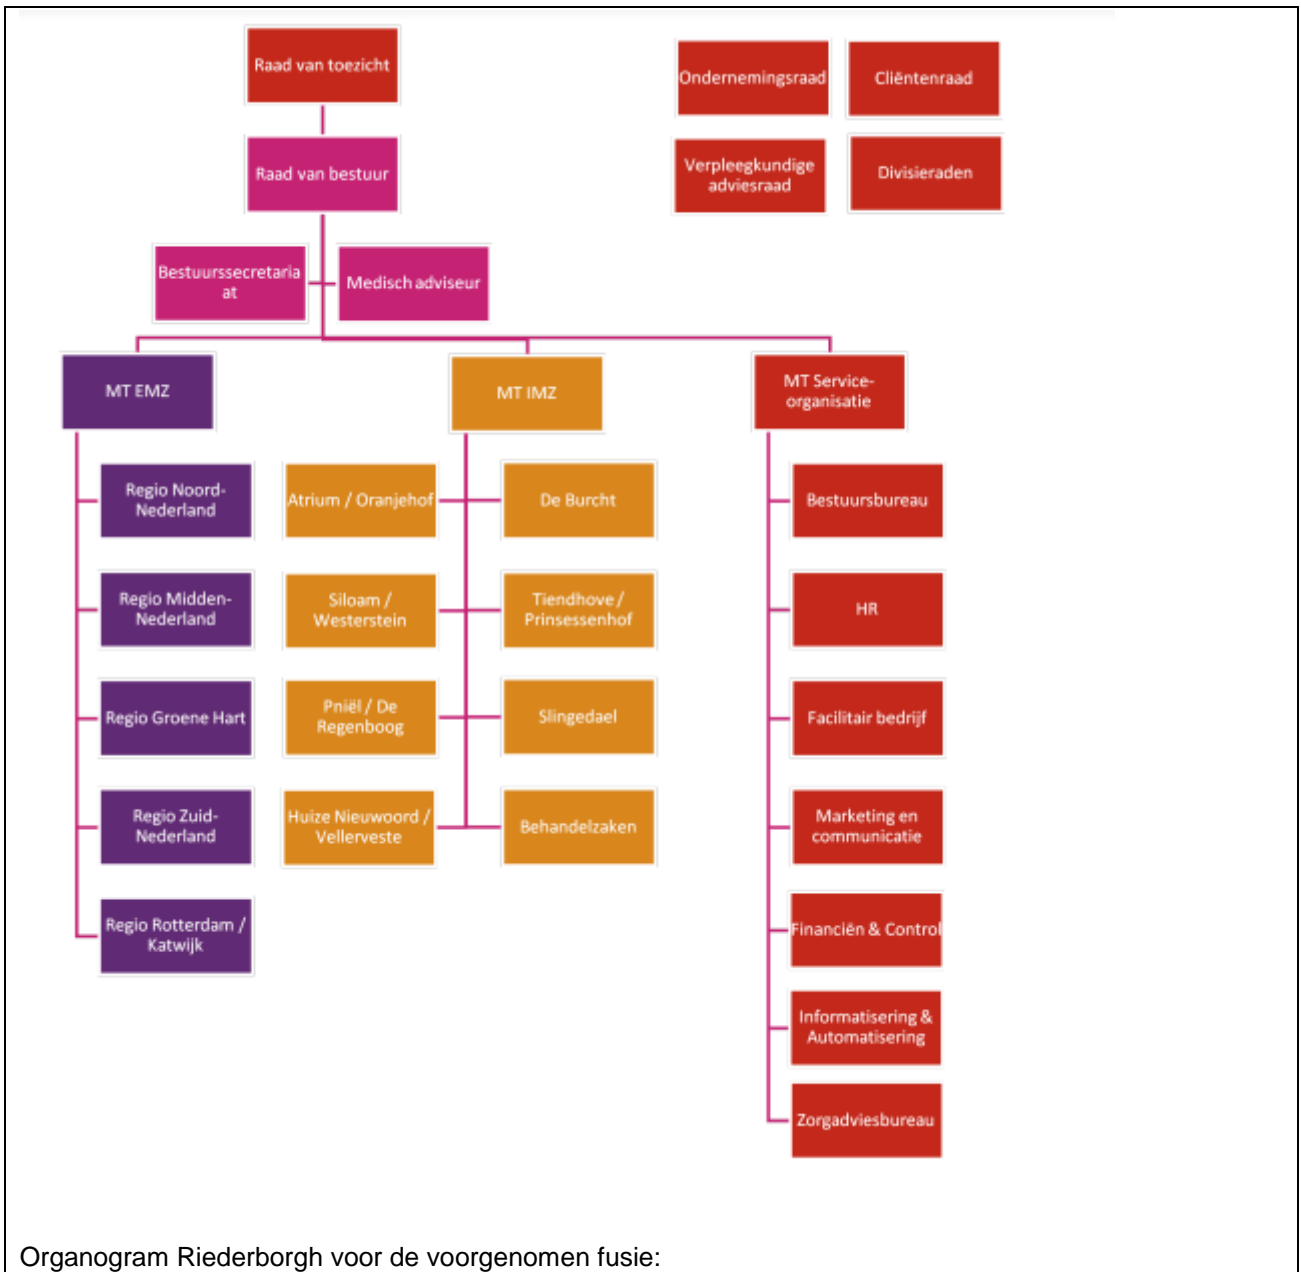 Raad van toezicht
Ondernemingsraad
Cliëntenraad
Raad van bestuur
Verpleegkundige
adviesraad
Divisieraden
Bestuurssecretaria
at
Medisch adviseur
MT EMZ
MT IMZ
MT Service-
organisatie
Regio Noord-
Nederland
Atrium / Oranjehof
De Burcht
Bestuursbureau
Regio Midden-
Nederland
Siloam /
Westerstein
Tiendhove /
Prinsessenhof
HR
Regio Groene Hart
Pniël / De
Regenboog
Slingedael
Facilitair bedrijf
Regio Zuid-
Nederland
Huize Nieuwoord /
Vellerveste
Behandelzaken
Marketing en
communicatie
Regio Rotterdam /
Katwijk
Financiën & Control
Informatisering &
Automatisering
Zorgadviesbureau
Organogram Riederborgh voor de voorgenomen fusie: